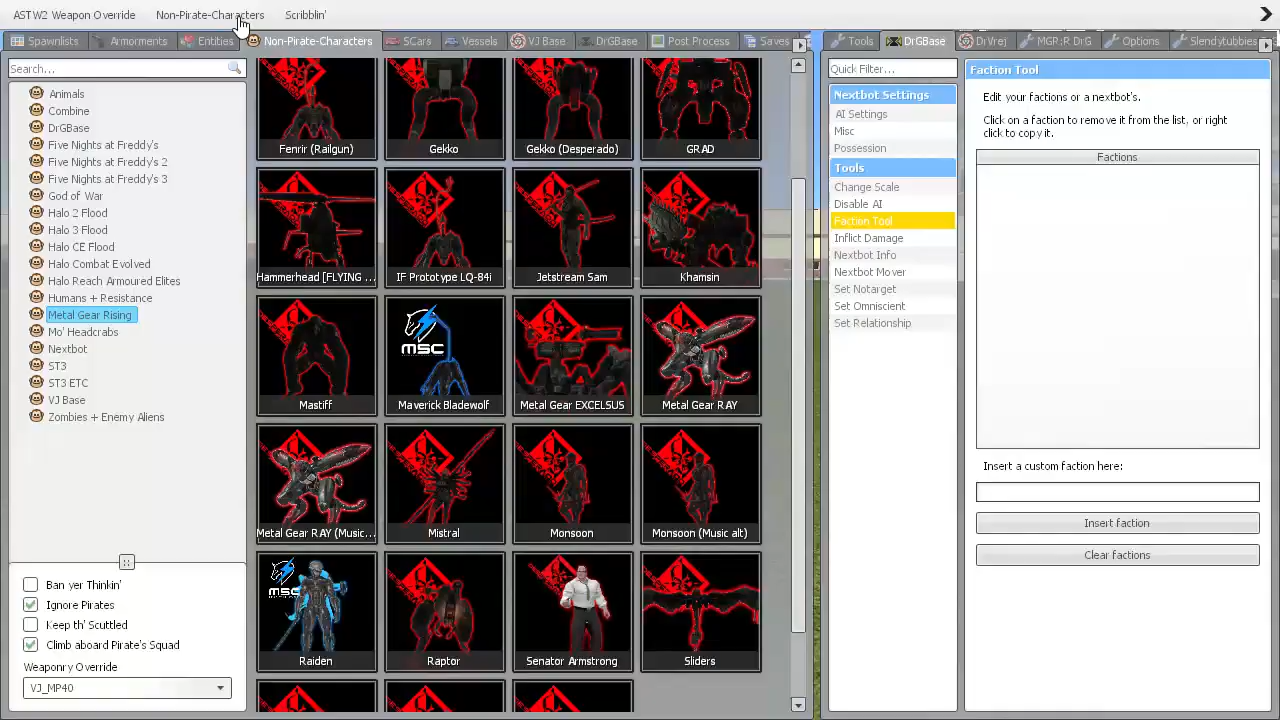 ASTW2 Weapon Override Non-Pirate-Characters Scribblin'
Spawnlists Armorments Entities Non-Pirate-Characters SCars Vessels VJ Base DrGBase Post Process Saves
Tools DrGBase DrVrej MGR:R DrG Options Slendytubbies
Search...
Animals
Combine
DrGBase
Five Nights at Freddy's
Five Nights at Freddy's 2
Five Nights at Freddy's 3
God of War
Halo 2 Flood
Halo 3 Flood
Halo CE Flood
Halo Combat Evolved
Halo Reach Armoured Elites
Humans + Resistance
Metal Gear Rising
Mo' Headcrabs
Nextbot
ST3
ST3 ETC
VJ Base
Zombies + Enemy Aliens
Ban yer Thinkin'
Ignore Pirates
Keep th' Scuttled
Climb aboard Pirate's Squad
Weaponry Override
VJ_MP40
Fenrir (Railgun) Gekko Gekko (Desperado) GRAD
Hammerhead [FLYING ... IF Prototype LQ-84i Jetstream Sam Khamsin
MSC
Mastiff Maverick Bladewolf Metal Gear EXCELSUS Metal Gear RAY
Metal Gear RAY (Music... Mistral Monsoon Monsoon (Music alt)
MSC
Raiden Raptor Senator Armstrong Sliders
Quick Filter...
Nextbot Settings
AI Settings
Misc
Possession
Tools
Change Scale
Disable AI
Faction Tool
Inflict Damage
Nextbot Info
Nextbot Mover
Set Notarget
Set Omniscient
Set Relationship
Faction Tool
Edit your factions or a nextbot's.
Click on a faction to remove it from the list, or right
click to copy it.
Factions
Insert a custom faction here:
Insert faction
Clear factions